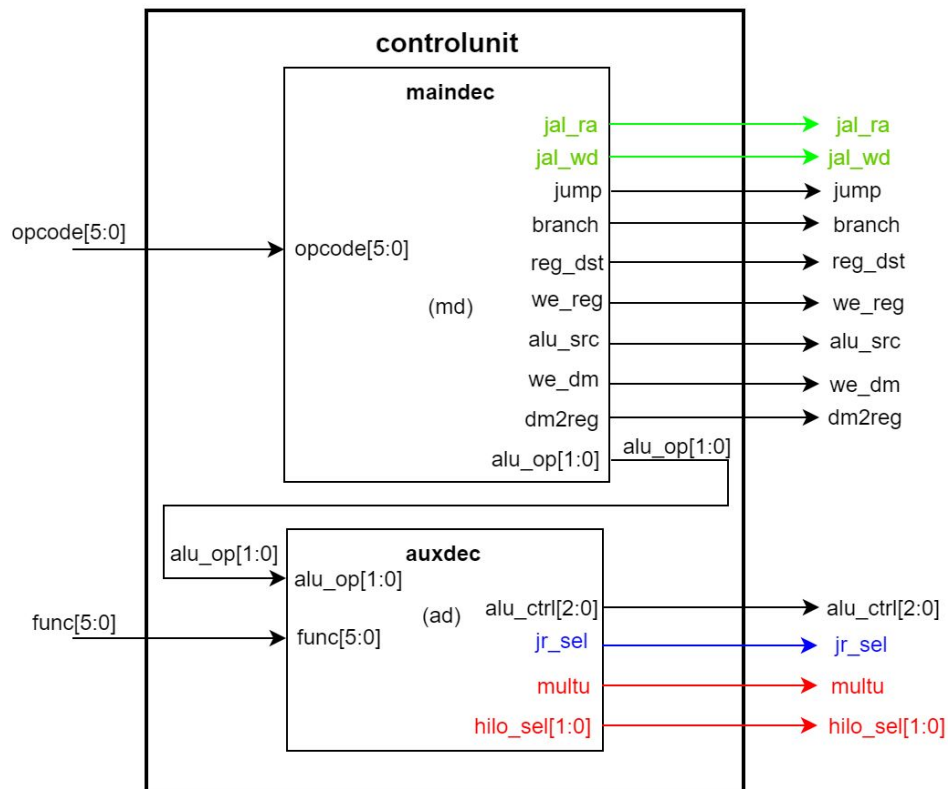 controlunit
maindec
jal_ra
jal_ra
jal_wd
jal_wd
jump
jump
opcode[5:0]
opcode[5:0]
branch
branch
reg_dst
reg_dst
(md)
we_reg
we_reg
alu_src
alu_src
we_dm
we_dm
dm2reg
dm2reg
alu_op[1:0]
alu_op[1:0]
alu_op[1:0]
auxdec
alu_op[1:0]
func[5:0]
func[5:0]
(ad)
alu_ctrl[2:0]
alu_ctrl[2:0]
jr_sel
jr_sel
multu
multu
hilo_sel[1:0]
hilo_sel[1:0]